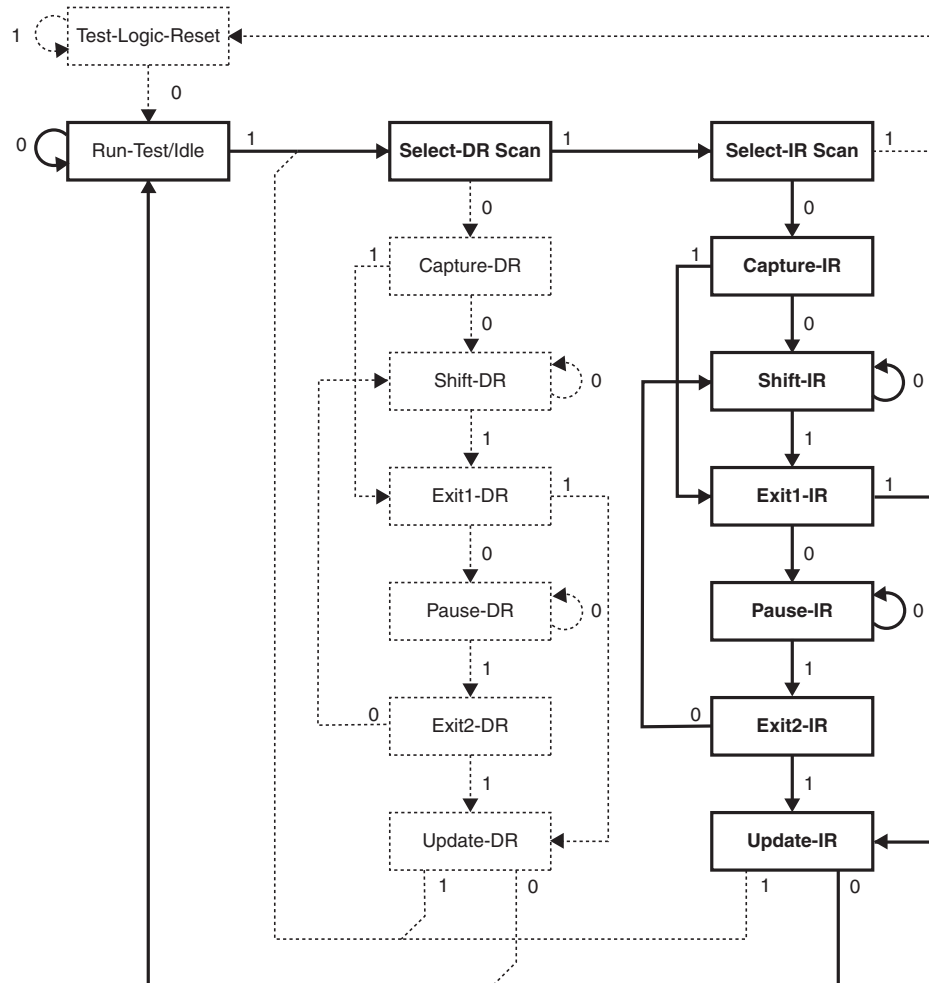 Test-Logic-Reset
1
0
0
Run-Test/Idle
1
Select-DR Scan
1
Select-IR Scan
1
0
0
1
Capture-DR
1
Capture-IR
0
0
Shift-DR
0
Shift-IR
0
1
1
Exit1-DR
1
Exit1-IR
1
0
0
Pause-DR
0
Pause-IR
0
1
1
0
Exit2-DR
0
Exit2-IR
1
1
Update-DR
Update-IR
1
0
1
0